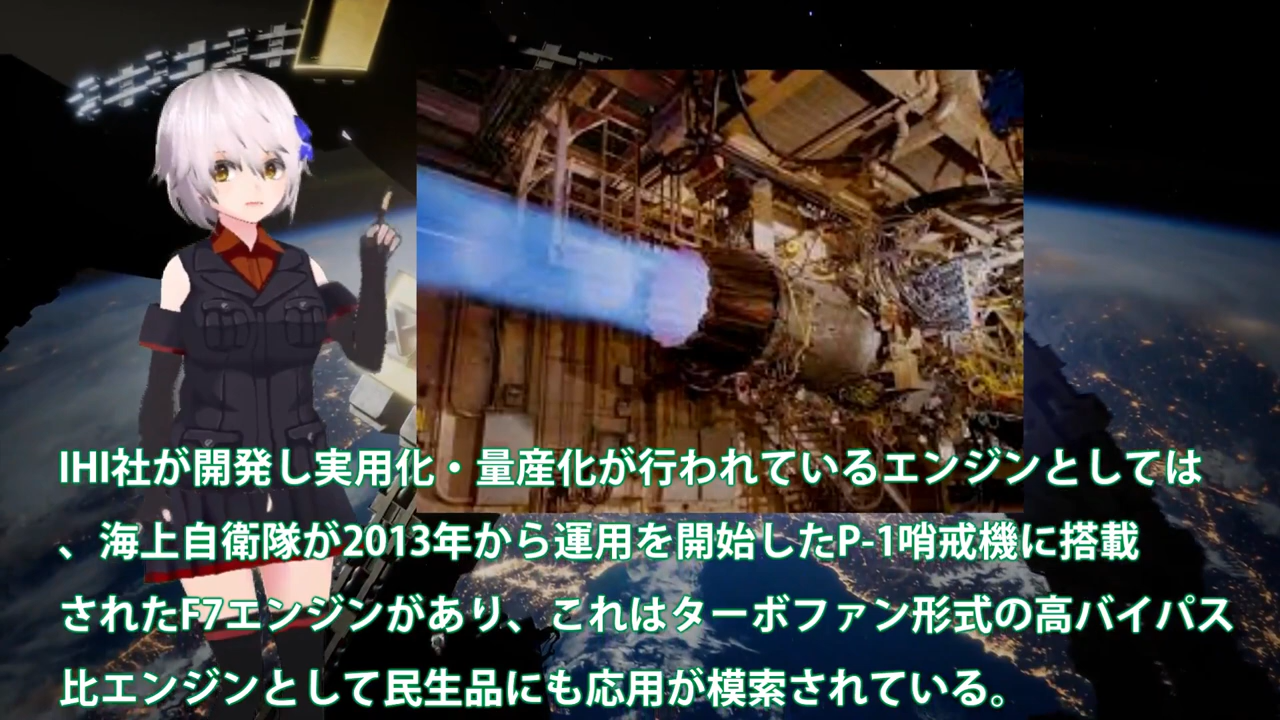 IHI社が開発し実用化・量産化が行われているエンジンとしては
、海上自衛隊が2013年から運用を開始したP-1哨戒機に搭載
されたF7エンジンがあり、これはターボファン形式の高バイパス
比エンジンとして民生品にも応用が模索されている。